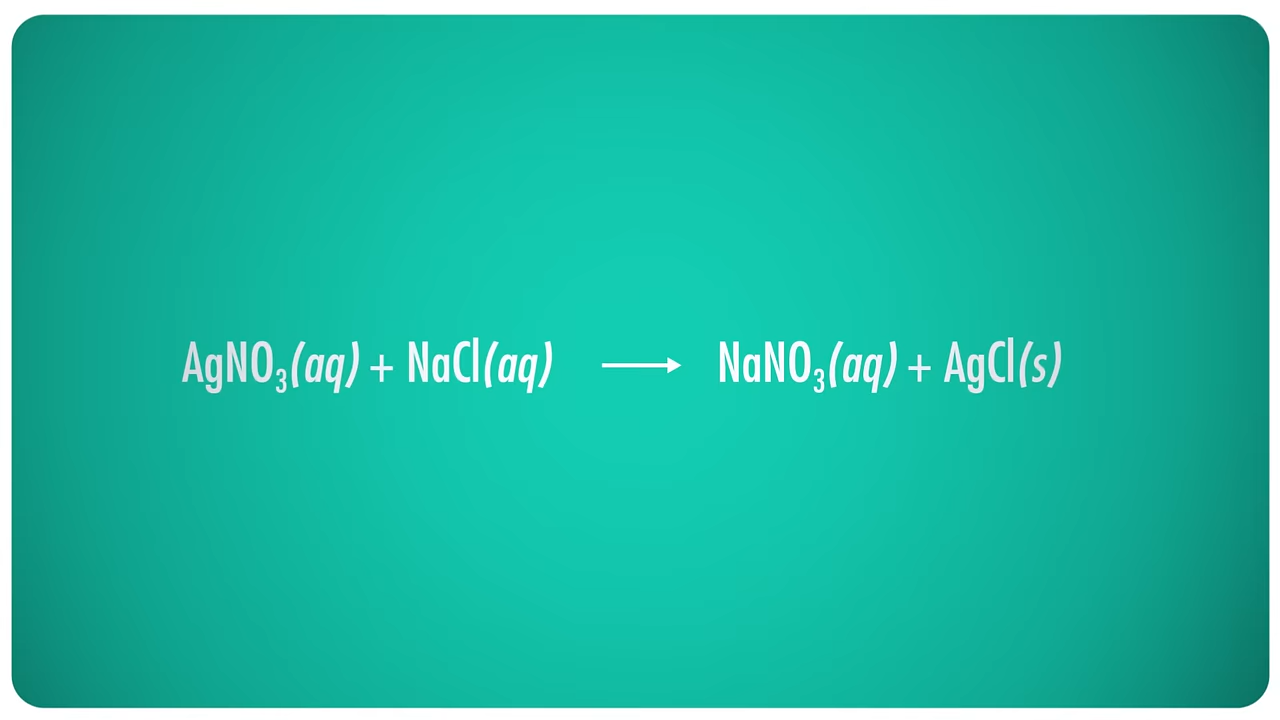 AgNO₃(aq) + NaCl(aq) ⟶ NaNO₃(aq) + AgCl(s)